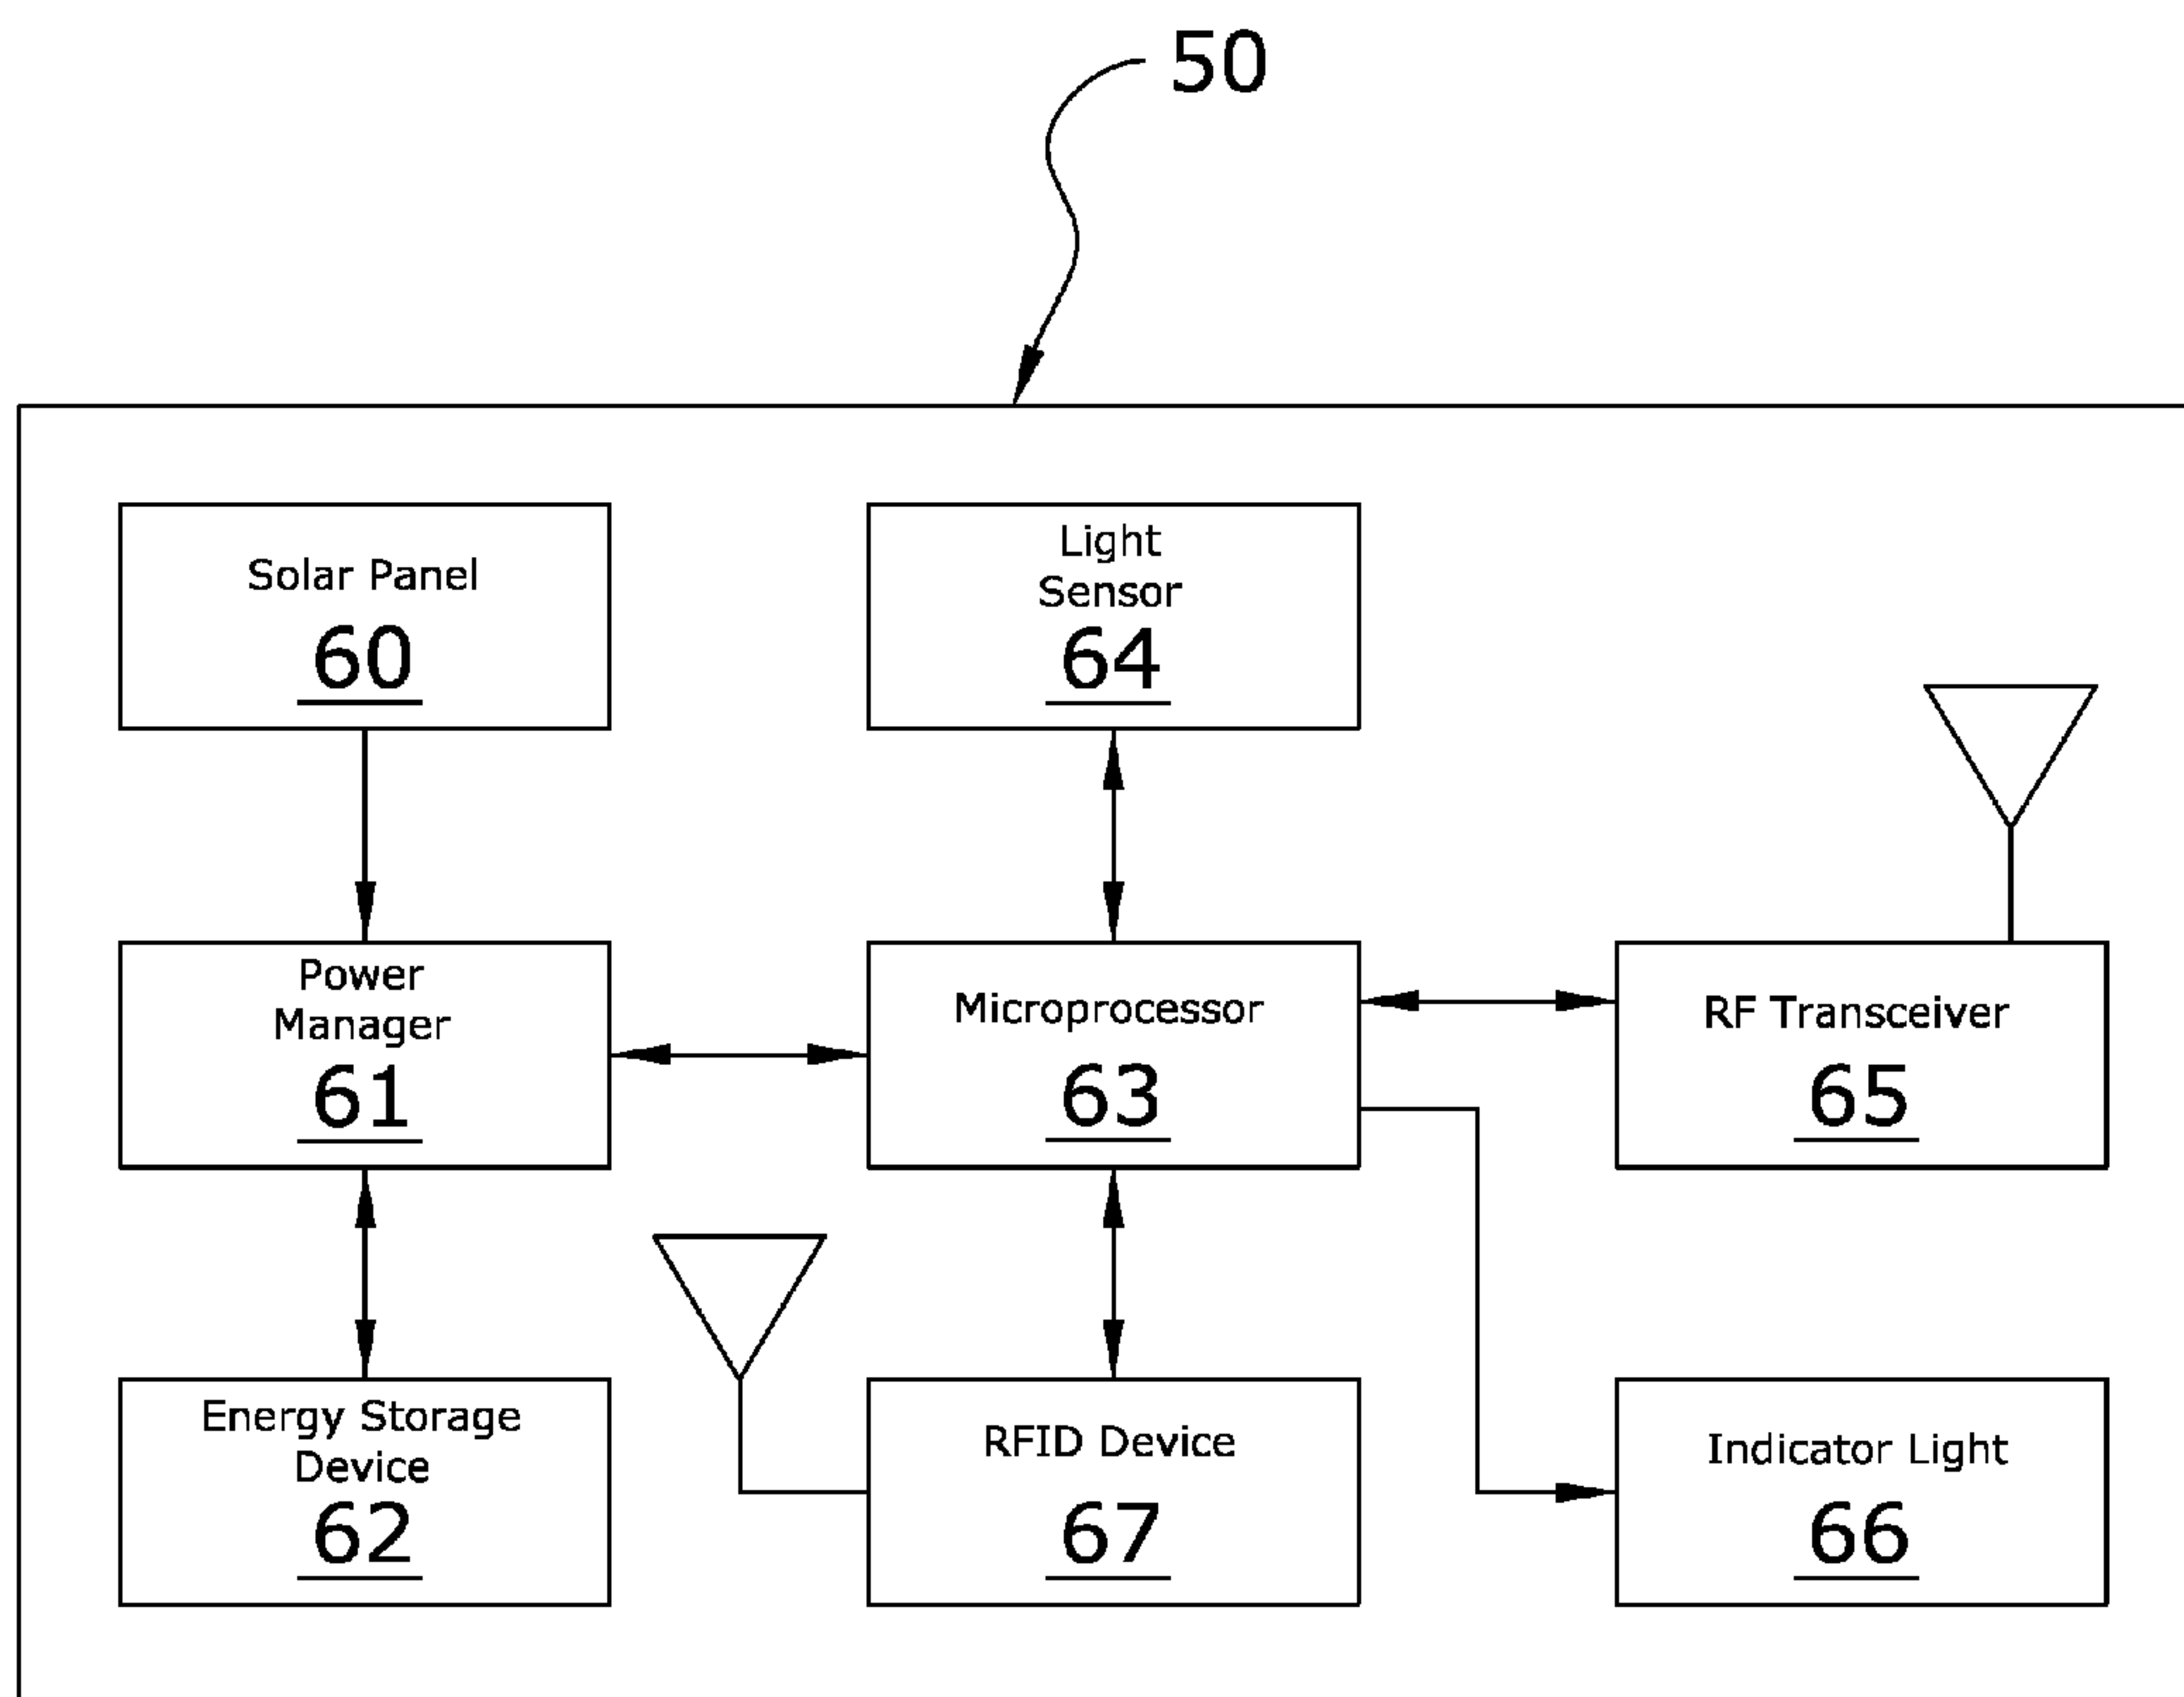 50
Solar Panel
60
Light
Sensor
64
Power
Manager
61
Microprocessor
63
RF Transceiver
65
Energy Storage
Device
62
RFID Device
67
Indicator Light
66